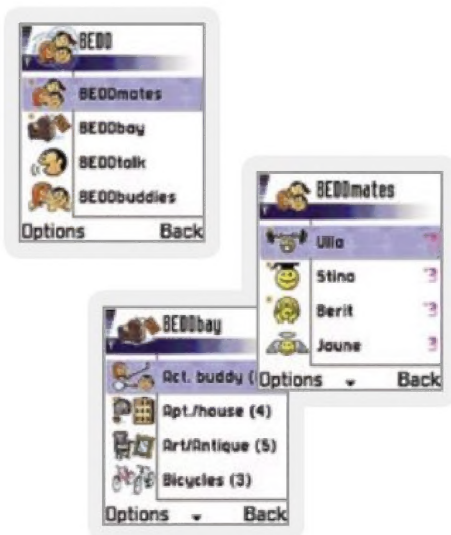 BEDD
BEDDmates
BEDDbay
BEDDtalk
BEDDbuddies
Options Back
BEDDmates
Ulla
Stina
Berit
Jaune
Options Back
BEDDbay
Act. buddy (
Apt./house (4)
Art/Antique (5)
Bicycles (3)
Options Back